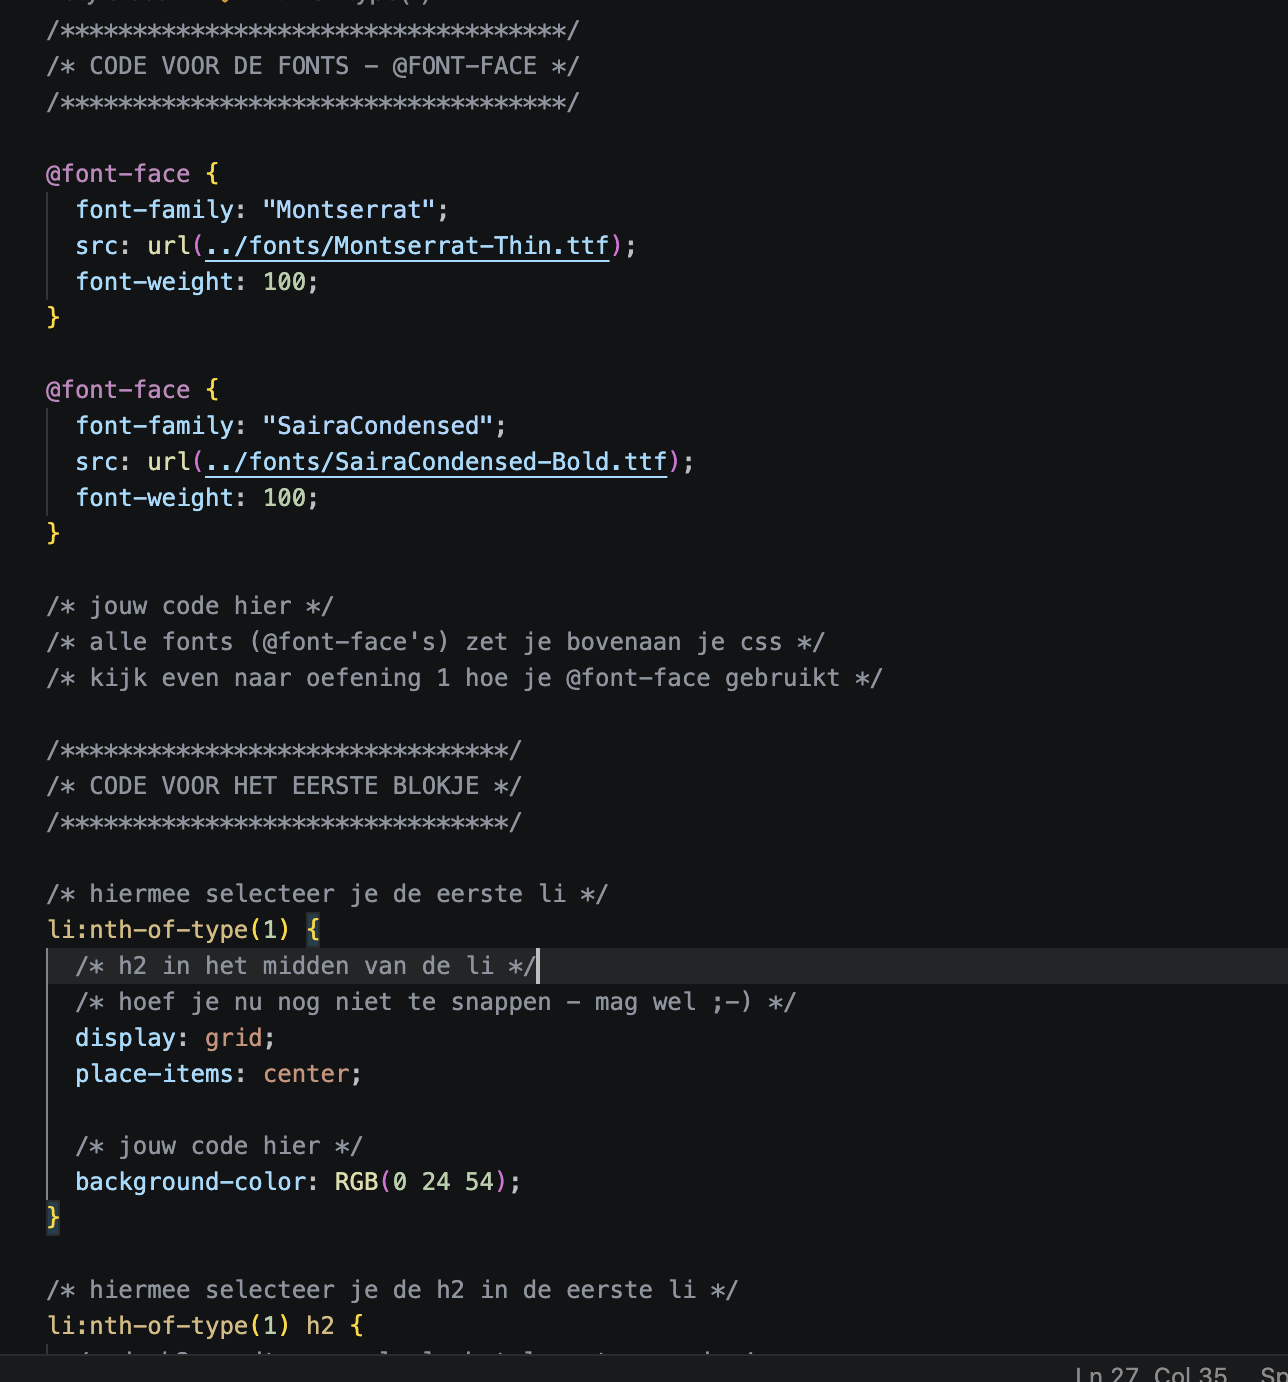 /***********************************/
/* CODE VOOR DE FONTS - @FONT-FACE */
/***********************************/
@font-face {
font-family: "Montserrat";
src: url(../fonts/Montserrat-Thin.ttf);
font-weight: 100;
}
@font-face {
font-family: "SairaCondensed";
src: url(../fonts/SairaCondensed-Bold.ttf);
font-weight: 100;
}
/* jouw code hier */
/* alle fonts (@font-face's) zet je bovenaan je css */
/* kijk even naar oefening 1 hoe je @font-face gebruikt */
/*******************************/
/* CODE VOOR HET EERSTE BLOKJE */
/*******************************/
/* hiermee selecteer je de eerste li */
li:nth-of-type(1) {
/* h2 in het midden van de li */
/* hoef je nu nog niet te snappen - mag wel ;-) */
display: grid;
place-items: center;
/* jouw code hier */
background-color: RGB(0 24 54);
}
/* hiermee selecteer je de h2 in de eerste li */
li:nth-of-type(1) h2 {
Ln 27, Col 35